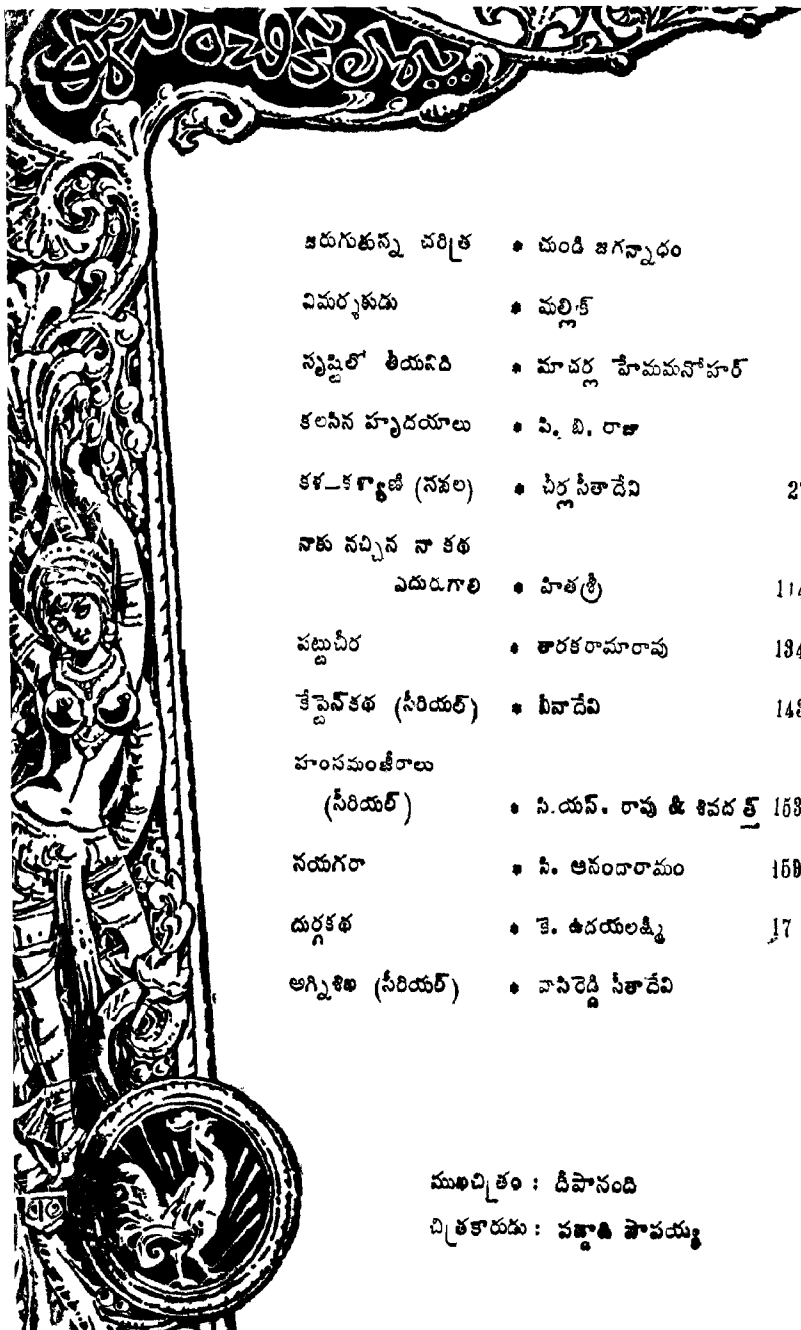 ఈ సంచికలో...
జరుగుతున్న చరిత్ర * చుండి జగన్నాధం
విమర్శకుడు * మల్లిక్
సృష్టిలో తీయనిది * మాచర్ల హేమమనోహర్
కలసిన హృదయాలు * పి. బి. రాజు
కళ-కళ్యాణి (నవల) * చీర్ల సీతాదేవి
నాకు నచ్చిన నా కథ
ఎదురుగాలి * హితశ్రీ
పట్టుచీర * తారకరామారావు 134
కేప్టెన్‌కథ (సీరియల్) * వీనాదేవి
హంసమంజీరాలు
(సీరియల్) * సి.యస్. రావు & శివదత్త్ 153
నయగరా * సి. ఆనందారామం 159
దుర్గకథ * కె. ఉదయలక్ష్మి 17
అగ్నిశిఖ (సీరియల్) * వాసిరెడ్డి సీతాదేవి
ముఖచిత్రం : దీపానంది
చిత్రకారుడు : వడ్డాది పాపయ్య